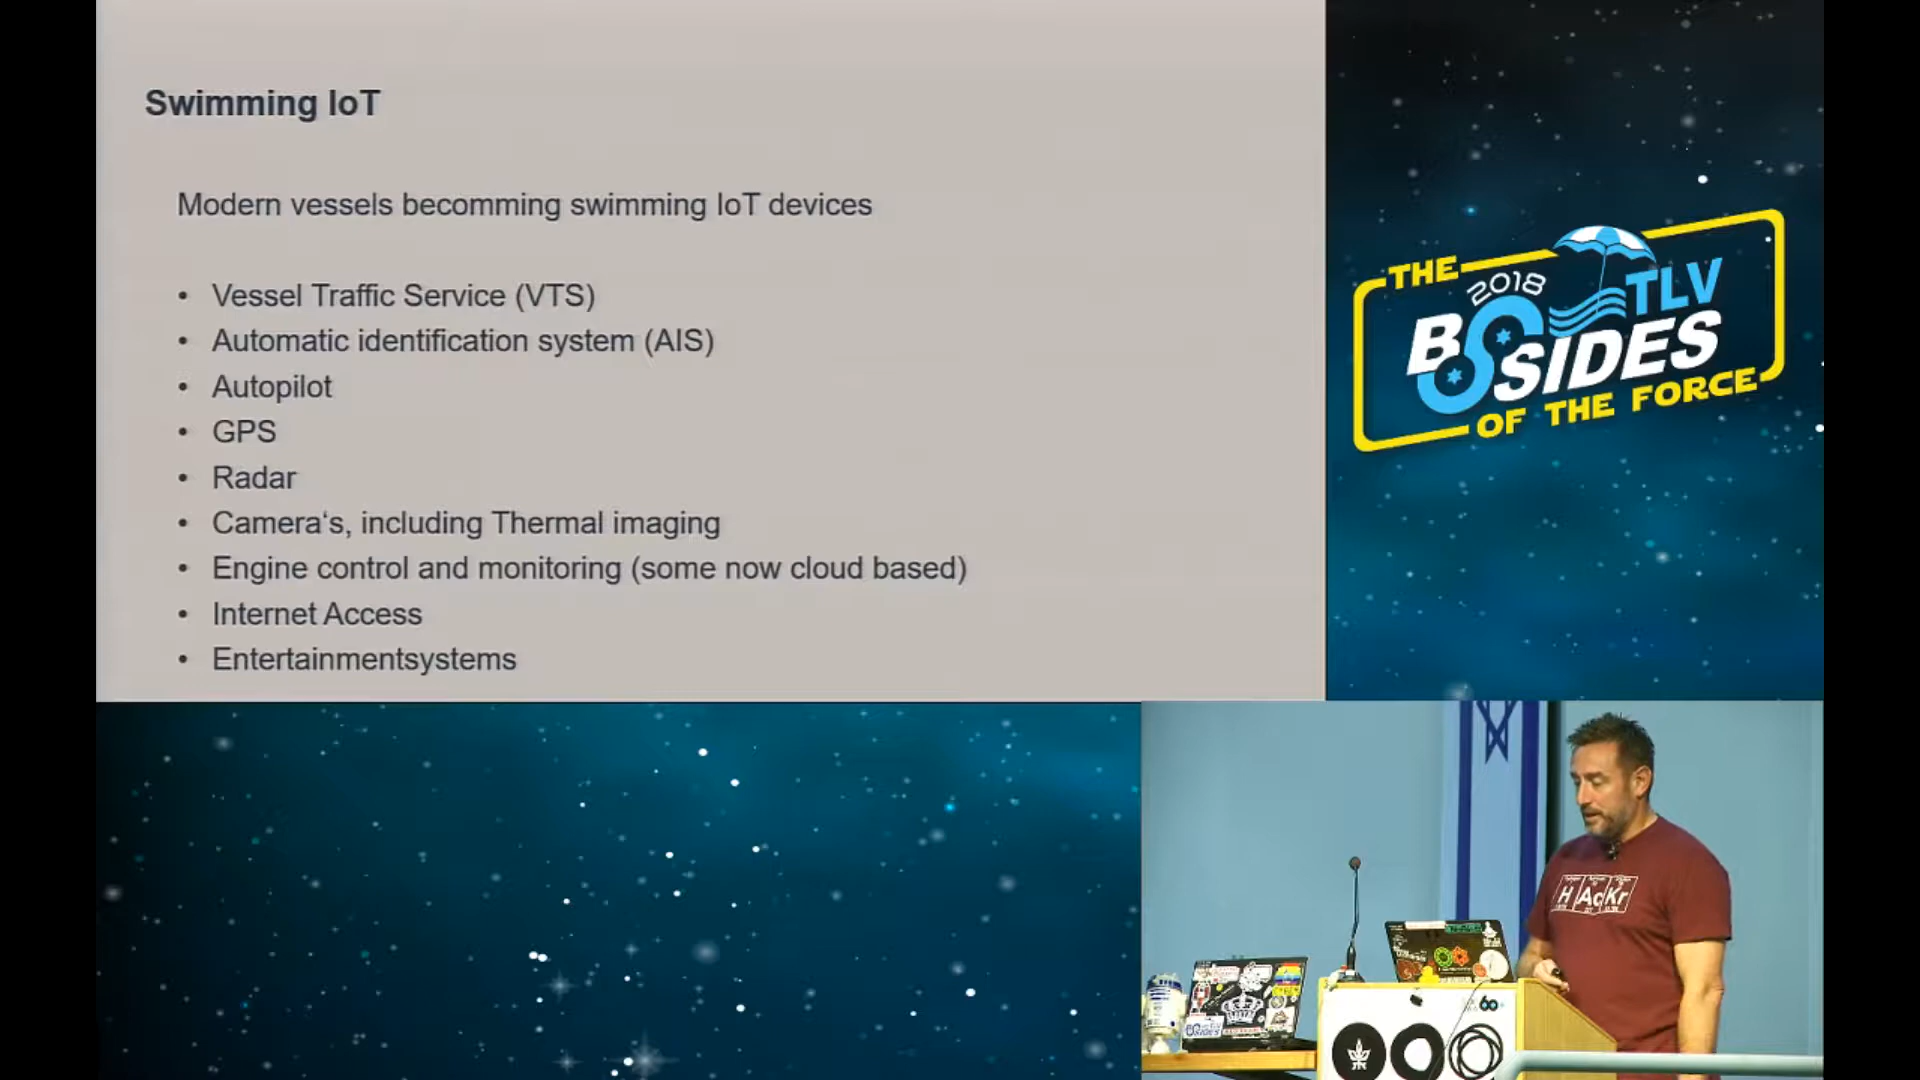 Swimming IoT
Modern vessels becomming swimming IoT devices
• Vessel Traffic Service (VTS)
• Automatic identification system (AIS)
• Autopilot
• GPS
• Radar
• Camera‘s, including Thermal imaging
• Engine control and monitoring (some now cloud based)
• Internet Access
• Entertainmentsystems
THE
2018
TLV
BSIDES
OF THE FORCE
H Ac Kr
60